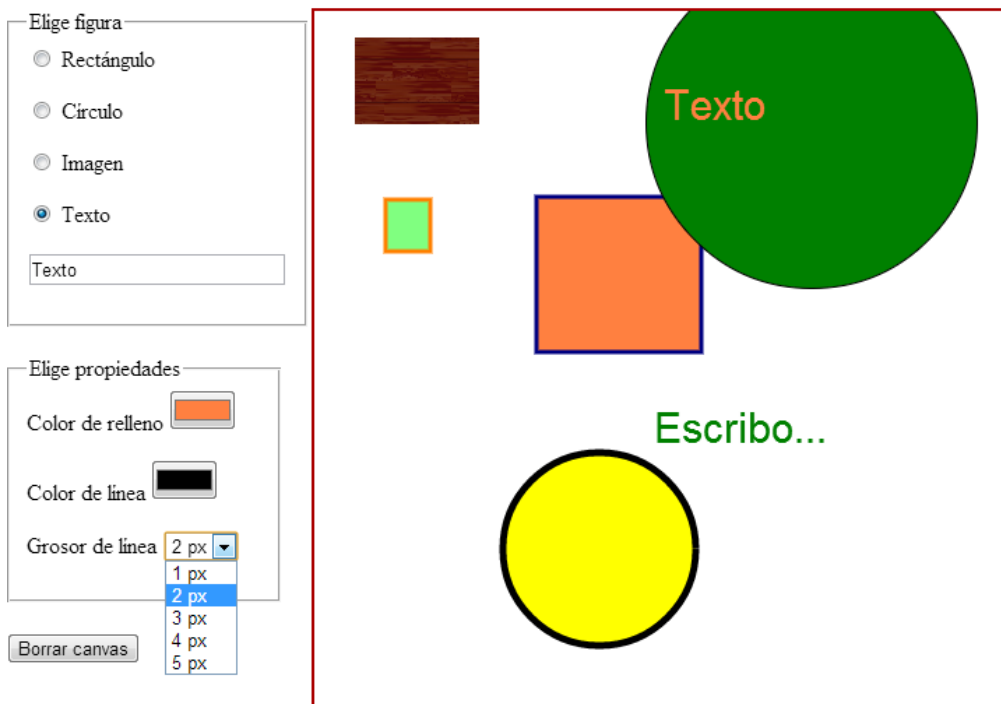 Elige figura
Rectángulo
Círculo
Imagen
Texto
Texto
Elige propiedades
Color de relleno
Color de línea
Grosor de línea 2 px
1 px
2 px
3 px
4 px
5 px
Borrar canvas
Texto
Escribo...